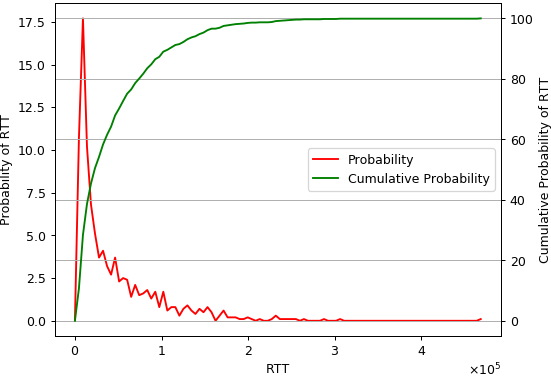 17.5
15.0
12.5
10.0
7.5
5.0
2.5
0.0
Probability of RTT
100
80
60
40
20
0
Cumulative Probability of RTT
Probability
Cumulative Probability
0 1 2 3 4
RTT
×10⁵